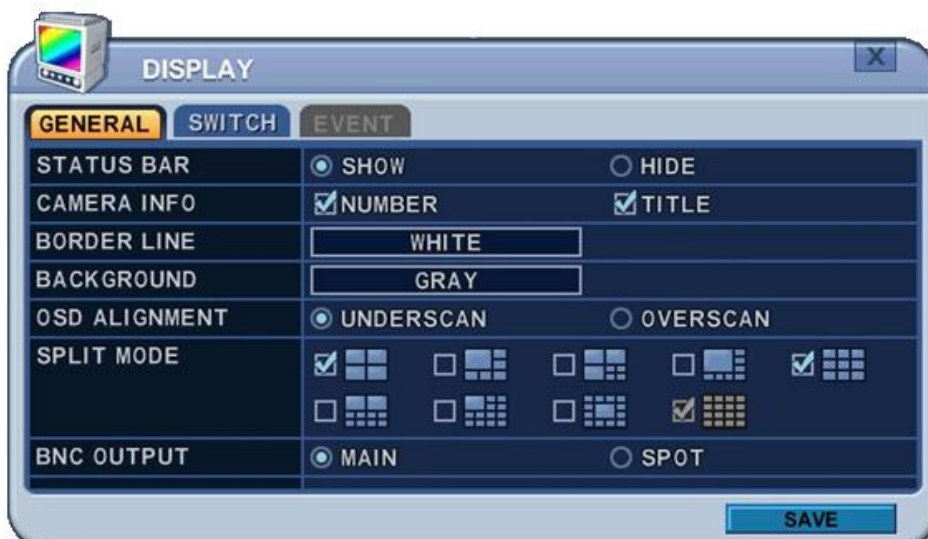 DISPLAY
X
GENERAL SWITCH EVENT
STATUS BAR SHOW HIDE
CAMERA INFO NUMBER TITLE
BORDER LINE WHITE
BACKGROUND GRAY
OSD ALIGNMENT UNDERSCAN OVERSCAN
SPLIT MODE
BNC OUTPUT MAIN SPOT
SAVE